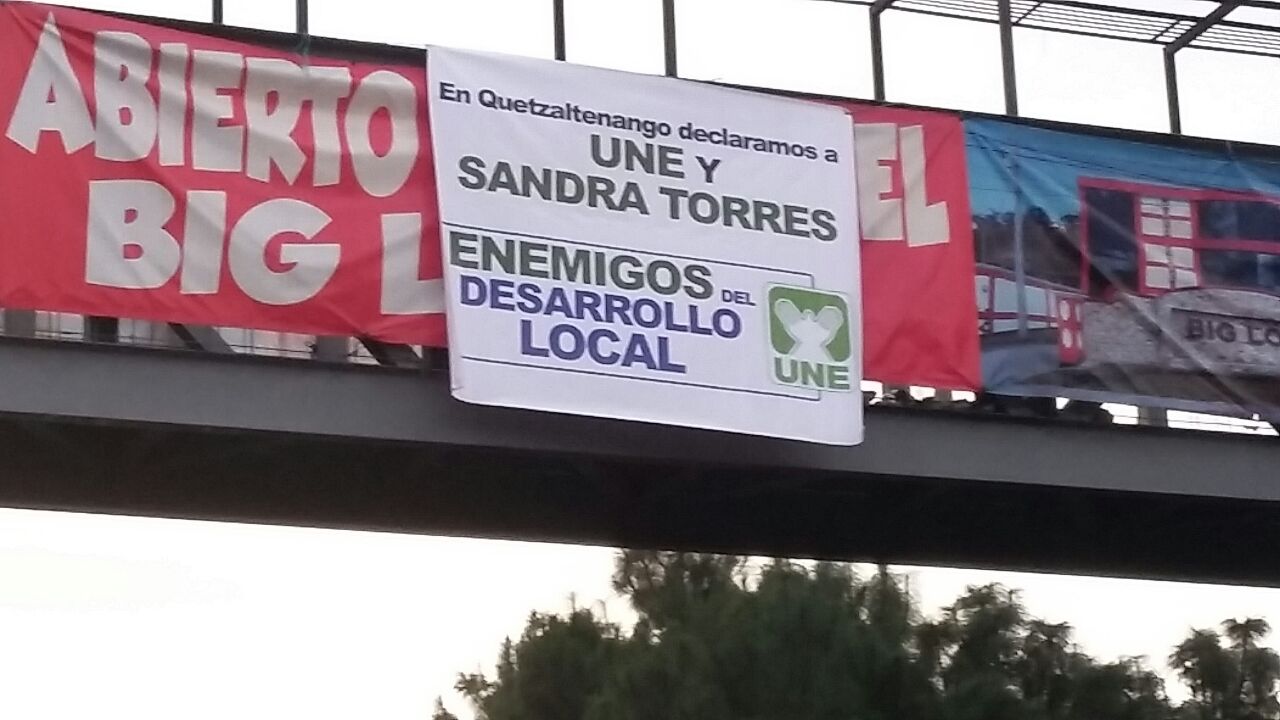 ABIERTO
BIG L
EL
En Quetzaltenango declaramos a
UNE Y
SANDRA TORRES
ENEMIGOS DEL
DESARROLLO
LOCAL
UNE
BIG LO